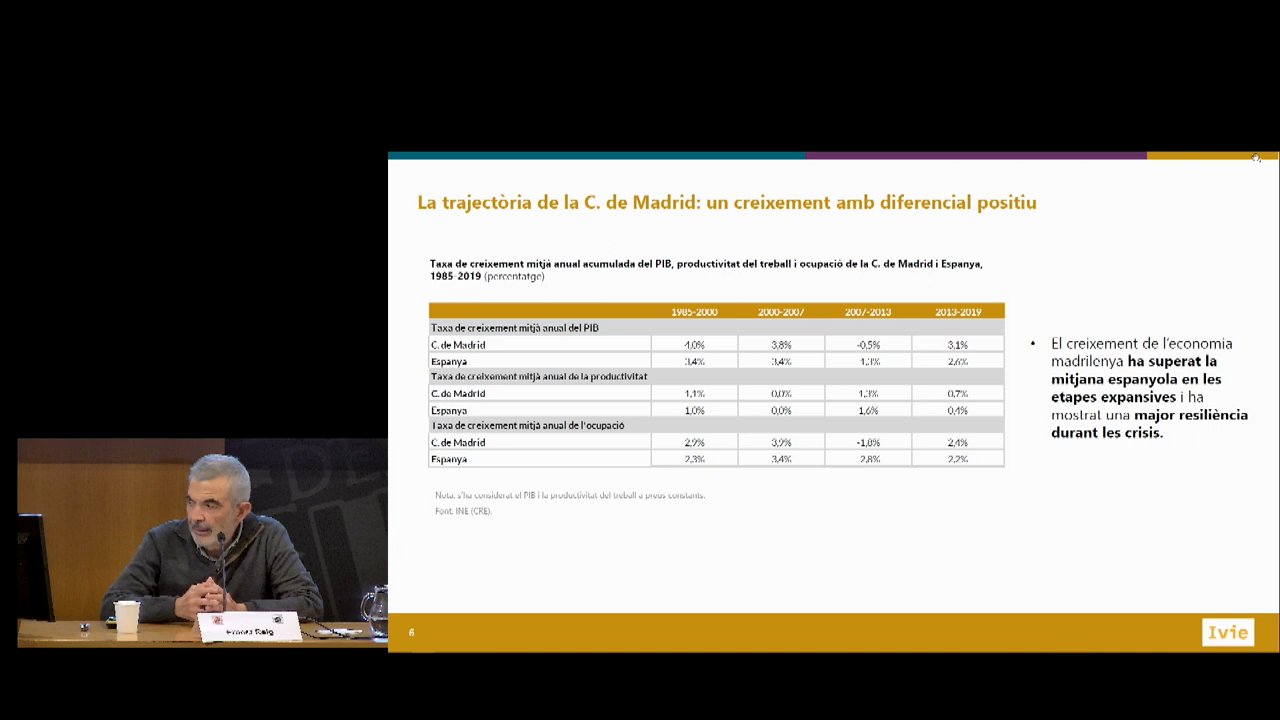 La trajectòria de la C. de Madrid: un creixement amb diferencial positiu
Taxa de creixement mitjà anual acumulada del PIB, productivitat del treball i ocupació de la C. de Madrid i Espanya,
1985-2019 (percentatge)
1985-2000 2000-2007 2007-2013 2013-2019
Taxa de creixement mitjà anual del PIB
C. de Madrid 4,0% 3,8% -0,5% 3,1%
Espanya 3,4% 3,4% 1,3% 2,6%
Taxa de creixement mitjà anual de la productivitat
C. de Madrid 1,1% 0,0% 1,3% 0,7%
Espanya 1,0% 0,0% 1,6% 0,4%
Taxa de creixement mitjà anual de l'ocupació
C. de Madrid 2,9% 3,9% -1,8% 2,4%
Espanya 2,3% 3,4% 2,8% 2,2%
Nota: s'ha considerat el PIB i la productivitat del treball a preus constants.
Font: INE (CRE).
• El creixement de l'economia
madrilenya ha superat la
mitjana espanyola en les
etapes expansives i ha
mostrat una major resiliència
durant les crisis.
6
Ivie
Raig